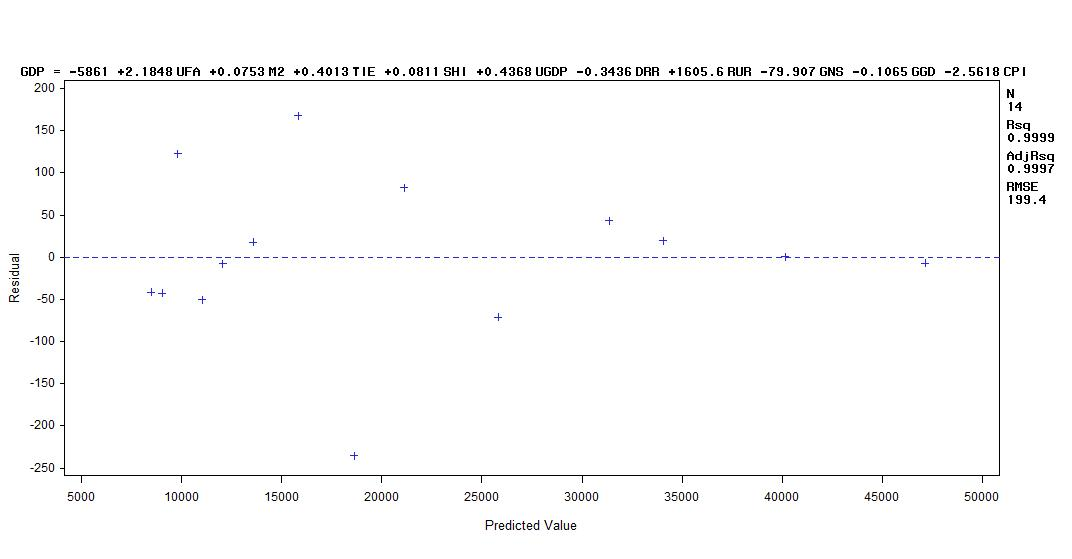 GDP = -5861 +2.1848 UFA +0.0753 M2 +0.4013 TIE +0.0811 SHI +0.4368 UGDP -0.3436 DRR +1605.6 RUR -79.907 GNS -0.1065 GGD -2.5618 CPI
N
14
Rsq
0.9999
AdjRsq
0.9997
RMSE
199.4
200
150
100
50
0
-50
-100
-150
-200
-250
Residual
5000 10000 15000 20000 25000 30000 35000 40000 45000 50000
Predicted Value